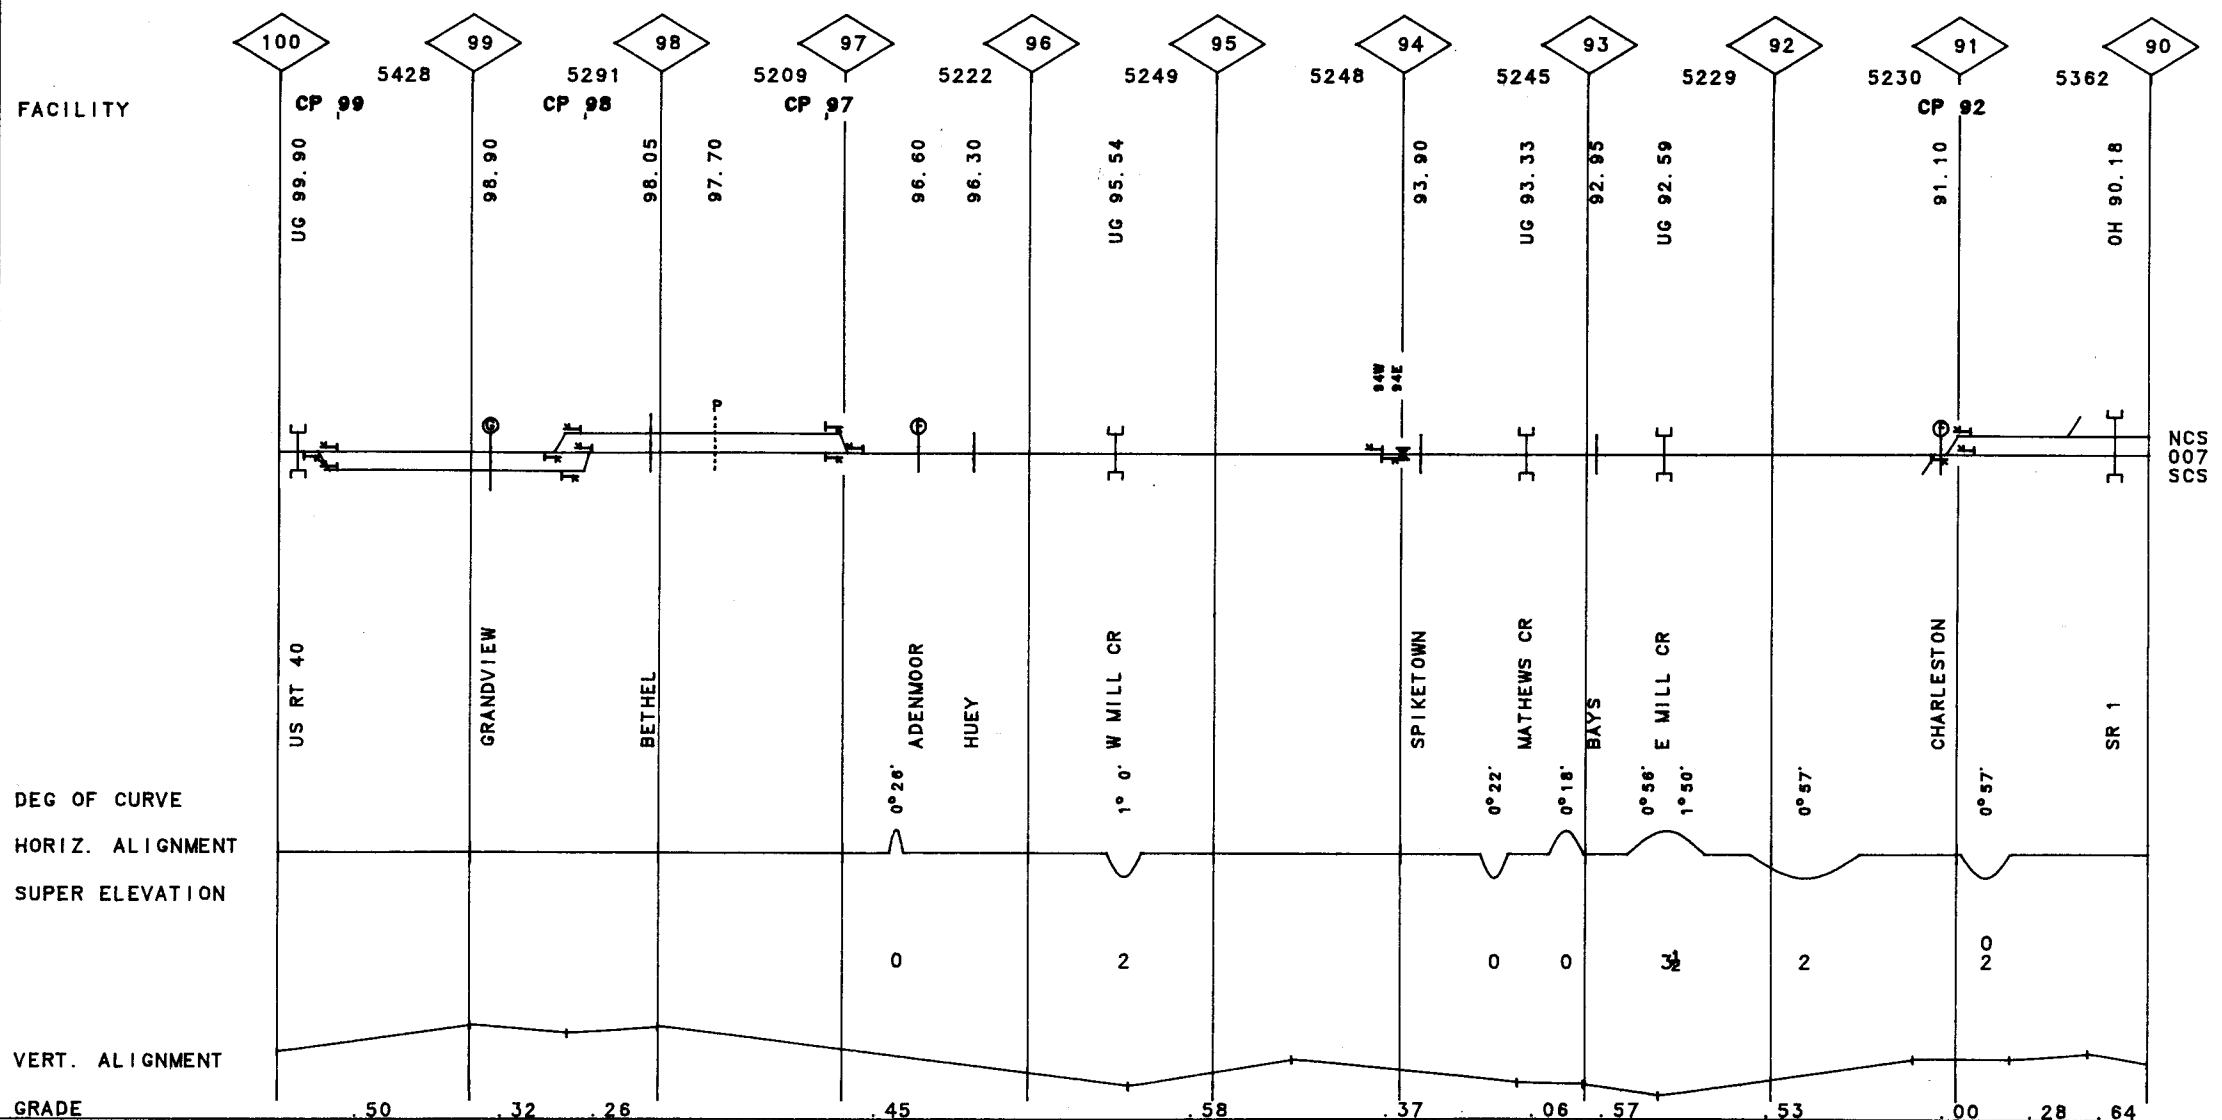 100 99 98 97 96 95 94 93 92 91 90
5428 5291 5209 5222 5249 5248 5245 5229 5230 5362
FACILITY CP 99 CP 98 CP 97 CP 92
UG 99.90
98.90
98.05
97.70
96.60
96.30
UG 95.54
93.90
UG 93.33
92.95
UG 92.59
91.10
OH 90.18
94W
94E
P
NCS
007
SCS
US RT 40
GRANDVIEW
BETHEL
ADENMOOR
HUEY
W MILL CR
SPIKETOWN
MATHEWS CR
BAYS
E MILL CR
CHARLESTON
SR 1
DEG OF CURVE 0°26' 1° 0' 0°22' 0°18' 0°56' 1°50' 0°57' 0°57'
HORIZ. ALIGNMENT
SUPER ELEVATION
0
0 2 0 0 3½ 2 2
VERT. ALIGNMENT
GRADE .50 .32 .26 .45 .58 .37 .06 .57 .53 .00 .28 .64